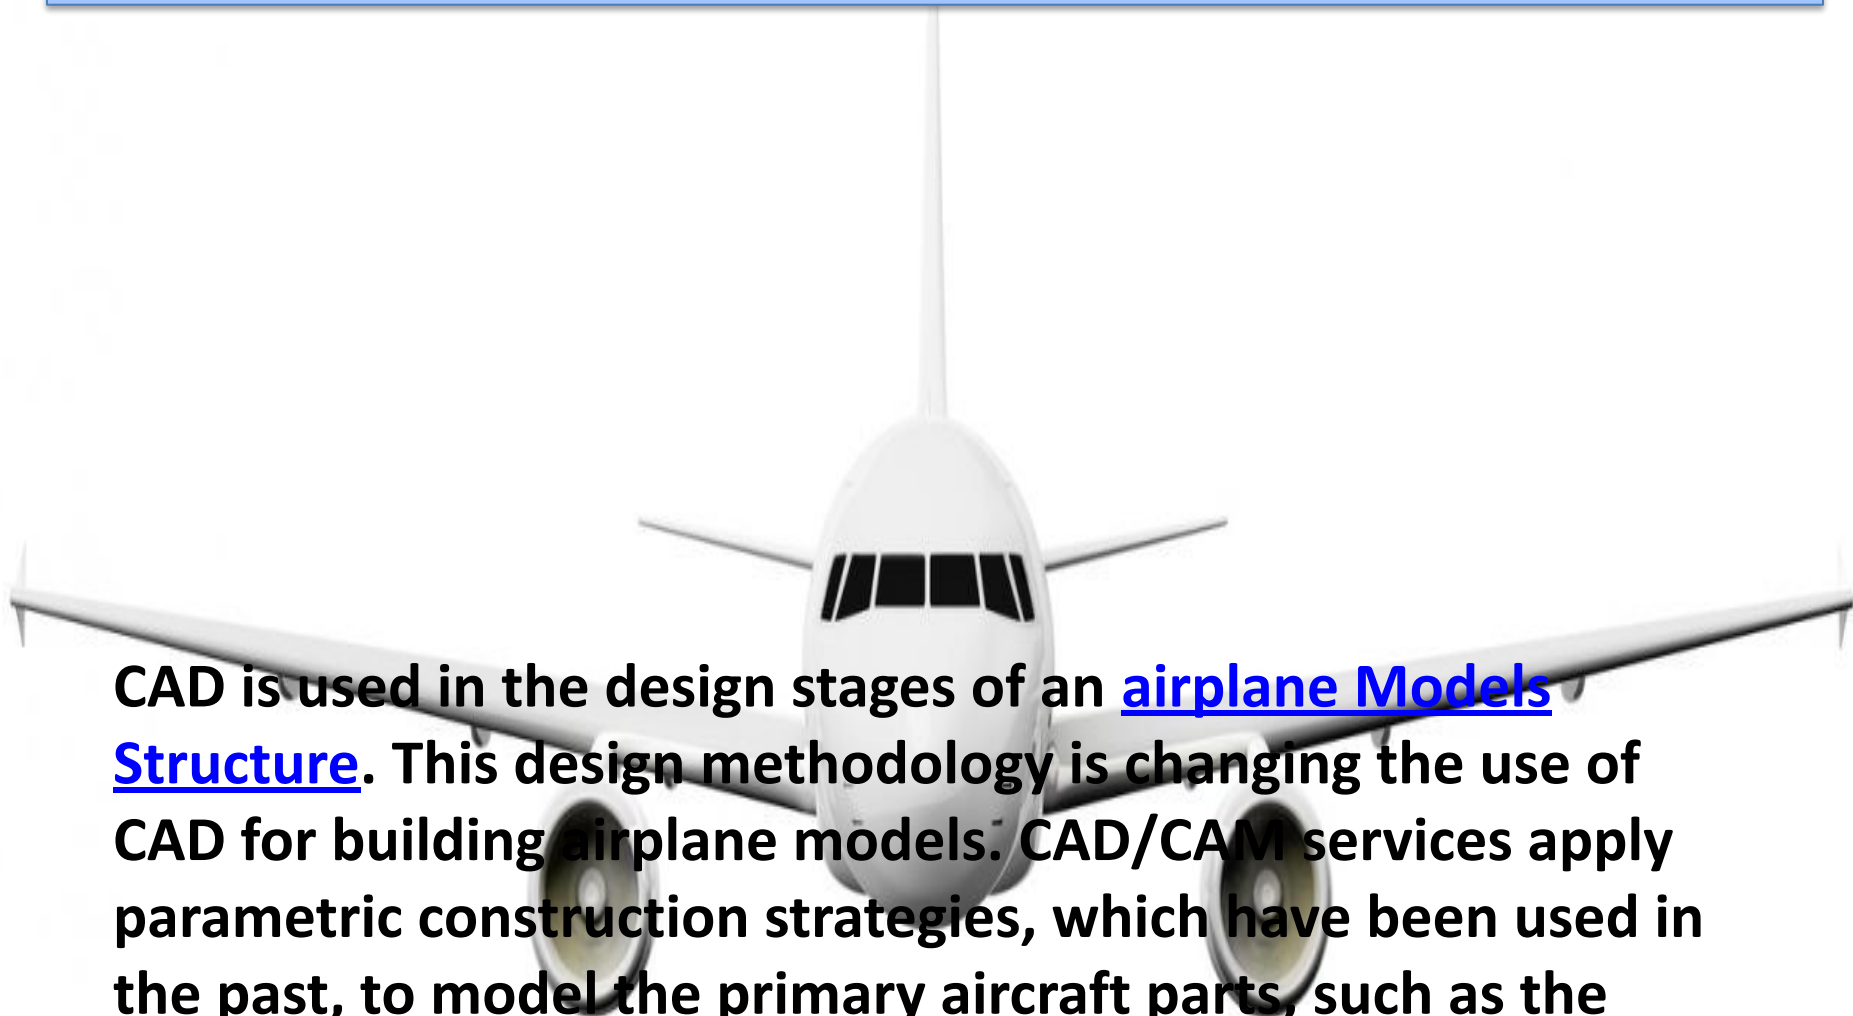 CAD is used in the design stages of an airplane Models
Structure. This design methodology is changing the use of
CAD for building airplane models. CAD/CAM services apply
parametric construction strategies, which have been used in
the past, to model the primary aircraft parts, such as the